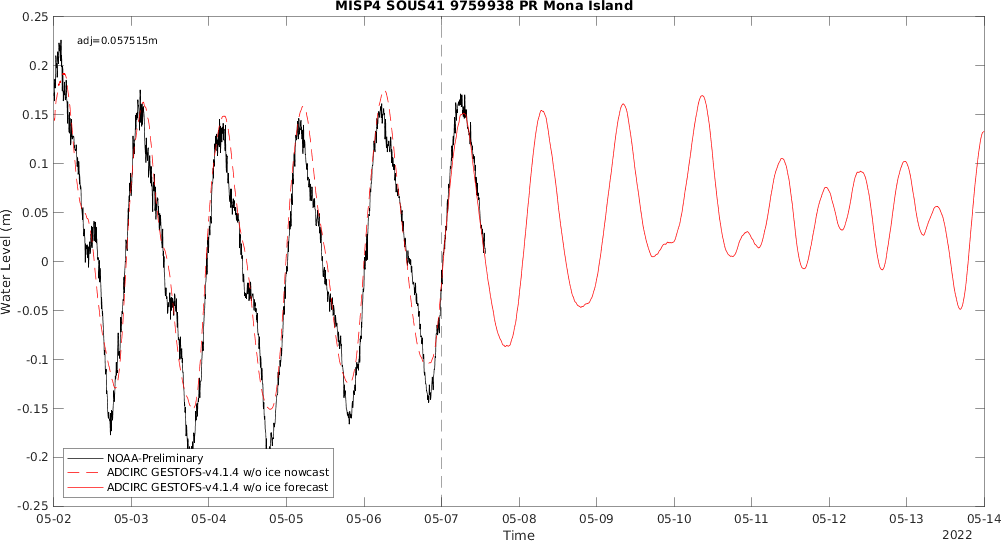 MISP4 SOUS41 9759938 PR Mona Island
adj=0.057515m
0.25
0.2
0.15
0.1
0.05
0
-0.05
-0.1
-0.15
-0.2
-0.25
Water Level (m)
NOAA-Preliminary
ADCIRC GESTOFS-v4.1.4 w/o ice nowcast
ADCIRC GESTOFS-v4.1.4 w/o ice forecast
05-02 05-03 05-04 05-05 05-06 05-07 05-08 05-09 05-10 05-11 05-12 05-13 05-14
Time
2022